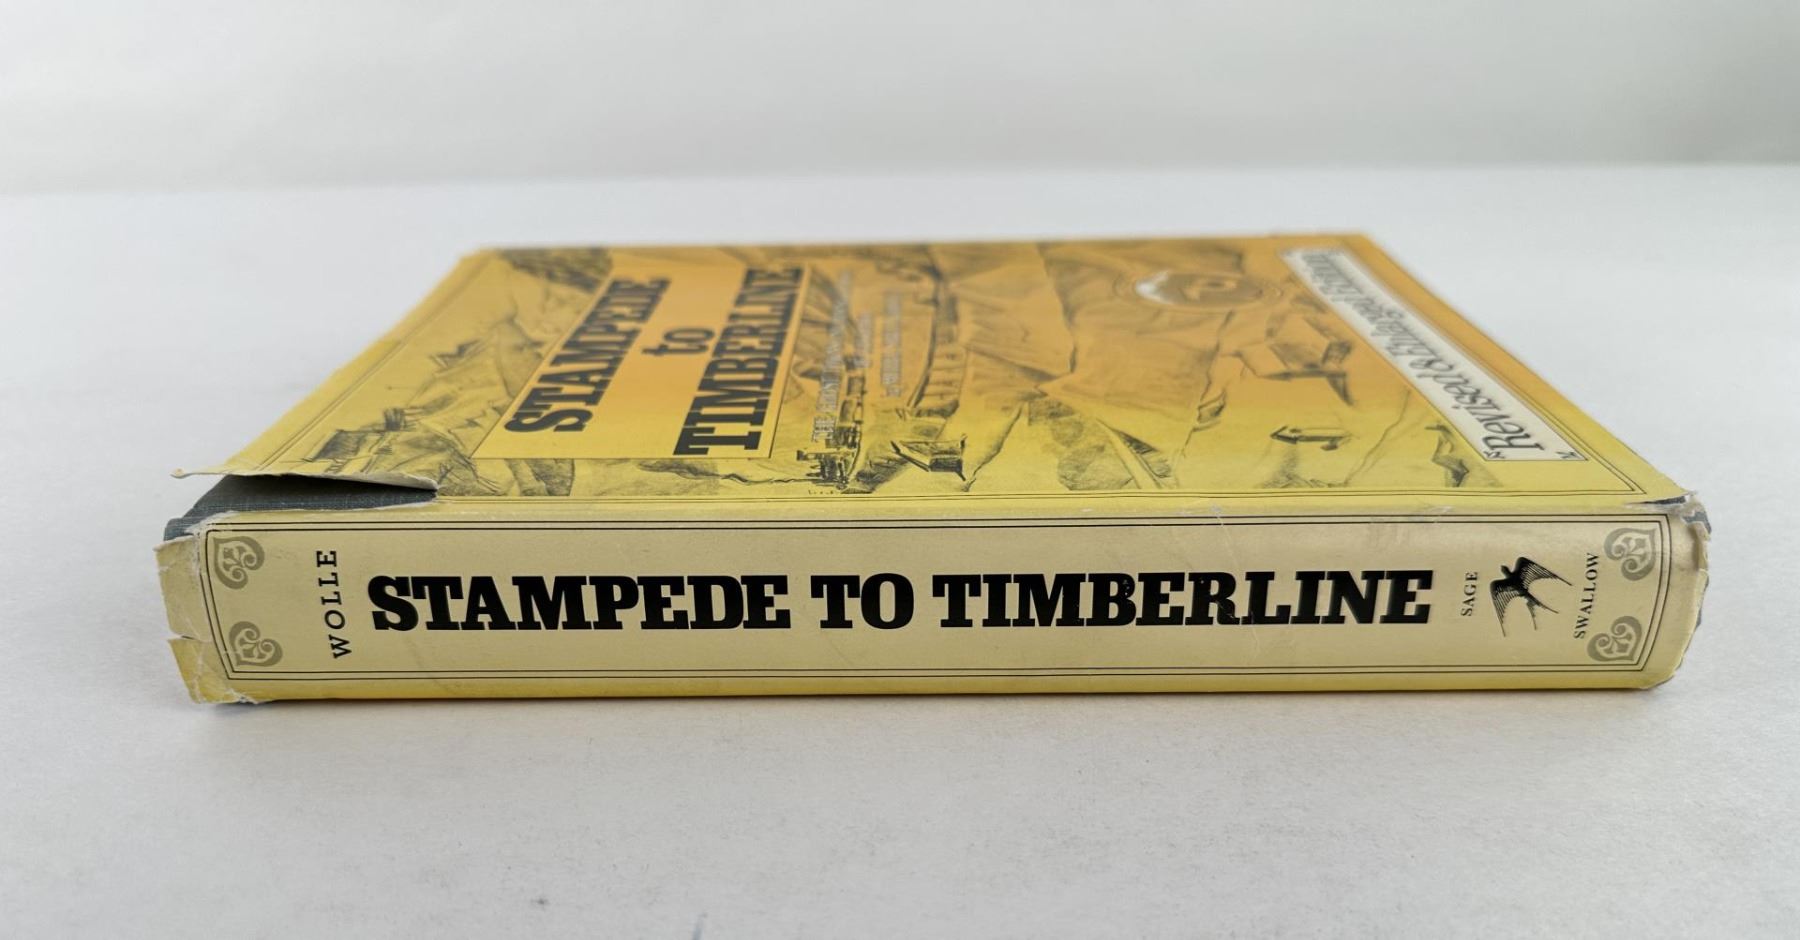 STAMPEDE
to
TIMBERLINE
Revised & Enlarged Edition
WOLLE
STAMPEDE TO TIMBERLINE
SAGE
SWALLOW